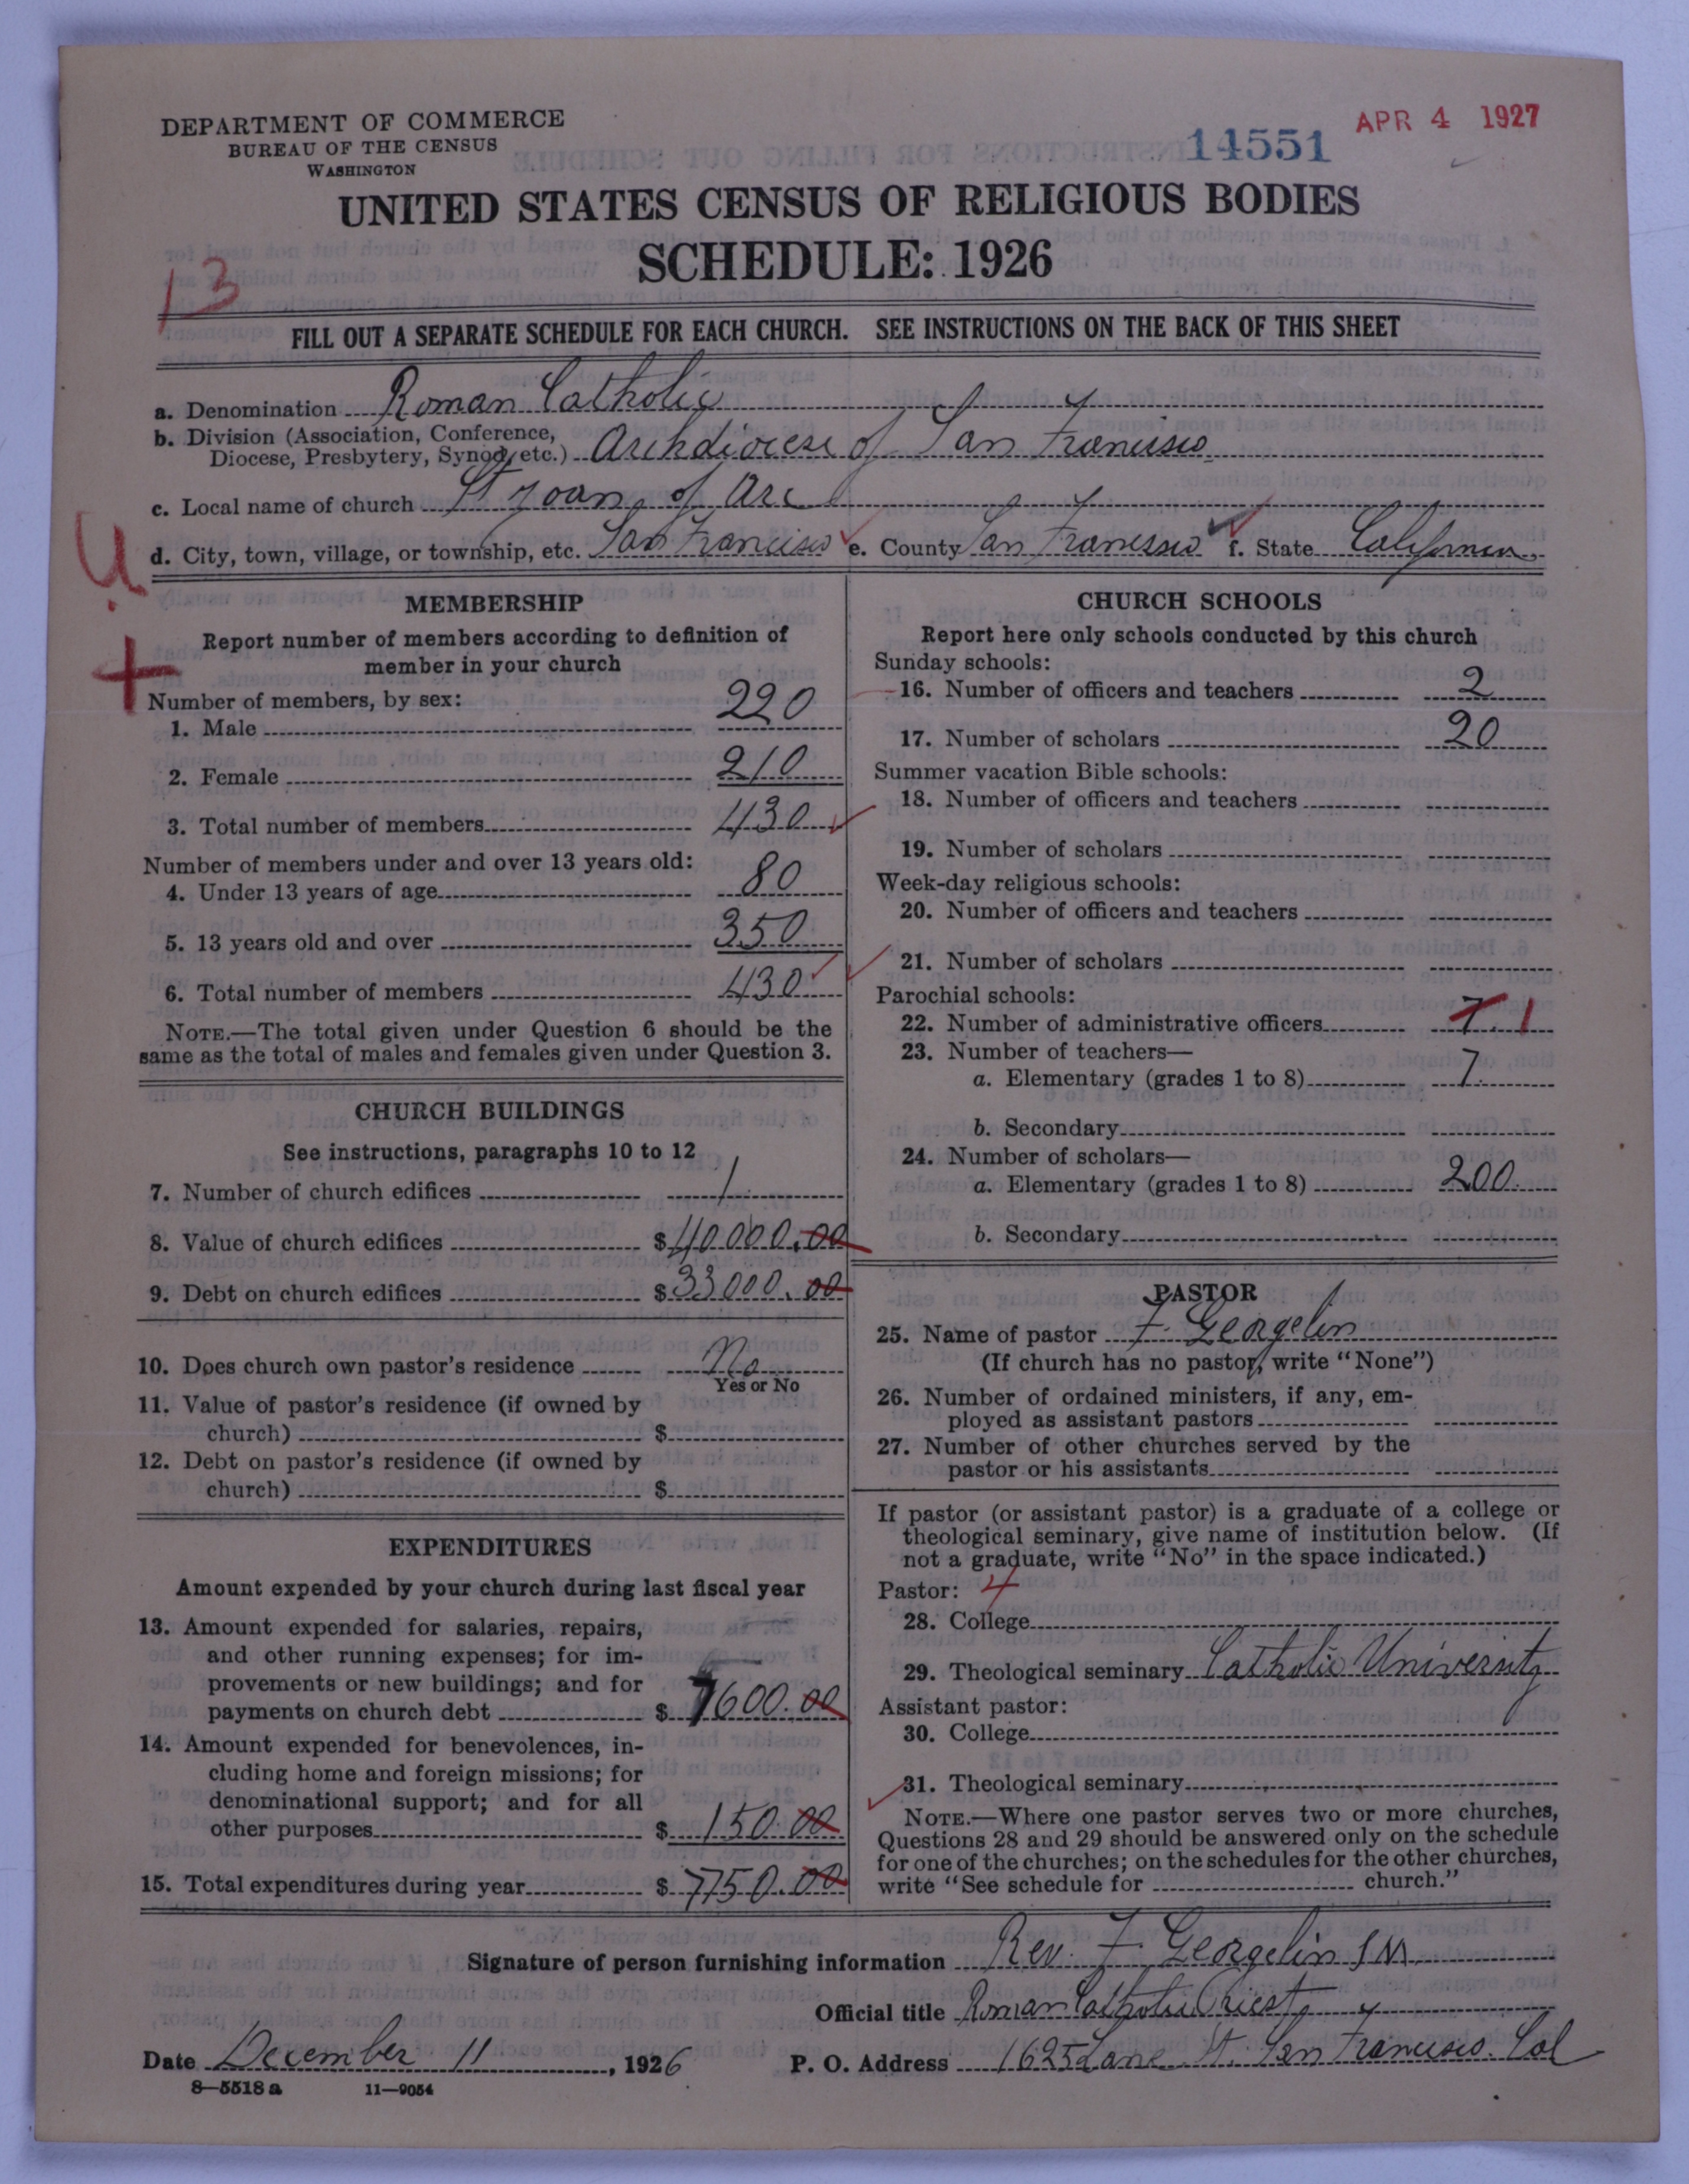 DEPARTMENT OF COMMERCE
BUREAU OF THE CENSUS
WASHINGTON
14551
APR 4 1927
UNITED STATES CENSUS OF RELIGIOUS BODIES
SCHEDULE: 1926
13
FILL OUT A SEPARATE SCHEDULE FOR EACH CHURCH. SEE INSTRUCTIONS ON THE BACK OF THIS SHEET
a. Denomination Roman Catholic
b. Division (Association, Conference,
Diocese, Presbytery, Synod, etc.) Archdiocese of San Francisco
c. Local name of church St Joan of Arc
d. City, town, village, or township, etc. San Francisco e. County San Francisco f. State California
U
MEMBERSHIP
Report number of members according to definition of
member in your church
Number of members, by sex:
1. Male 220
2. Female 210
3. Total number of members 430
Number of members under and over 13 years old:
4. Under 13 years of age 80
5. 13 years old and over 350
6. Total number of members 430
NOTE.—The total given under Question 6 should be the
same as the total of males and females given under Question 3.
CHURCH BUILDINGS
See instructions, paragraphs 10 to 12
7. Number of church edifices 1
8. Value of church edifices $40000.00
9. Debt on church edifices $33000.00
10. Does church own pastor's residence No
Yes or No
11. Value of pastor's residence (if owned by
church) $
12. Debt on pastor's residence (if owned by
church) $
EXPENDITURES
Amount expended by your church during last fiscal year
13. Amount expended for salaries, repairs,
and other running expenses; for im-
provements or new buildings; and for
payments on church debt $7600.00
14. Amount expended for benevolences, in-
cluding home and foreign missions; for
denominational support; and for all
other purposes $150.00
15. Total expenditures during year $7750.00
CHURCH SCHOOLS
Report here only schools conducted by this church
Sunday schools:
16. Number of officers and teachers 2
17. Number of scholars 20
Summer vacation Bible schools:
18. Number of officers and teachers
19. Number of scholars
Week-day religious schools:
20. Number of officers and teachers
21. Number of scholars
Parochial schools:
22. Number of administrative officers 7 1
23. Number of teachers—
a. Elementary (grades 1 to 8) 7
b. Secondary
24. Number of scholars—
a. Elementary (grades 1 to 8) 200
b. Secondary
PASTOR
25. Name of pastor F. Georgelin
(If church has no pastor, write "None")
26. Number of ordained ministers, if any, em-
ployed as assistant pastors
27. Number of other churches served by the
pastor or his assistants
If pastor (or assistant pastor) is a graduate of a college or
theological seminary, give name of institution below. (If
not a graduate, write "No" in the space indicated.)
Pastor: 4
28. College
29. Theological seminary Catholic University
Assistant pastor:
30. College
31. Theological seminary
NOTE.—Where one pastor serves two or more churches,
Questions 28 and 29 should be answered only on the schedule
for one of the churches; on the schedules for the other churches,
write "See schedule for church."
Signature of person furnishing information Rev. F. Georgelin S.M.
Official title Roman Catholic Priest
Date December 11, 1926 P. O. Address 1625 Lane St. San Francisco. Cal
8—5518 a 11—9054